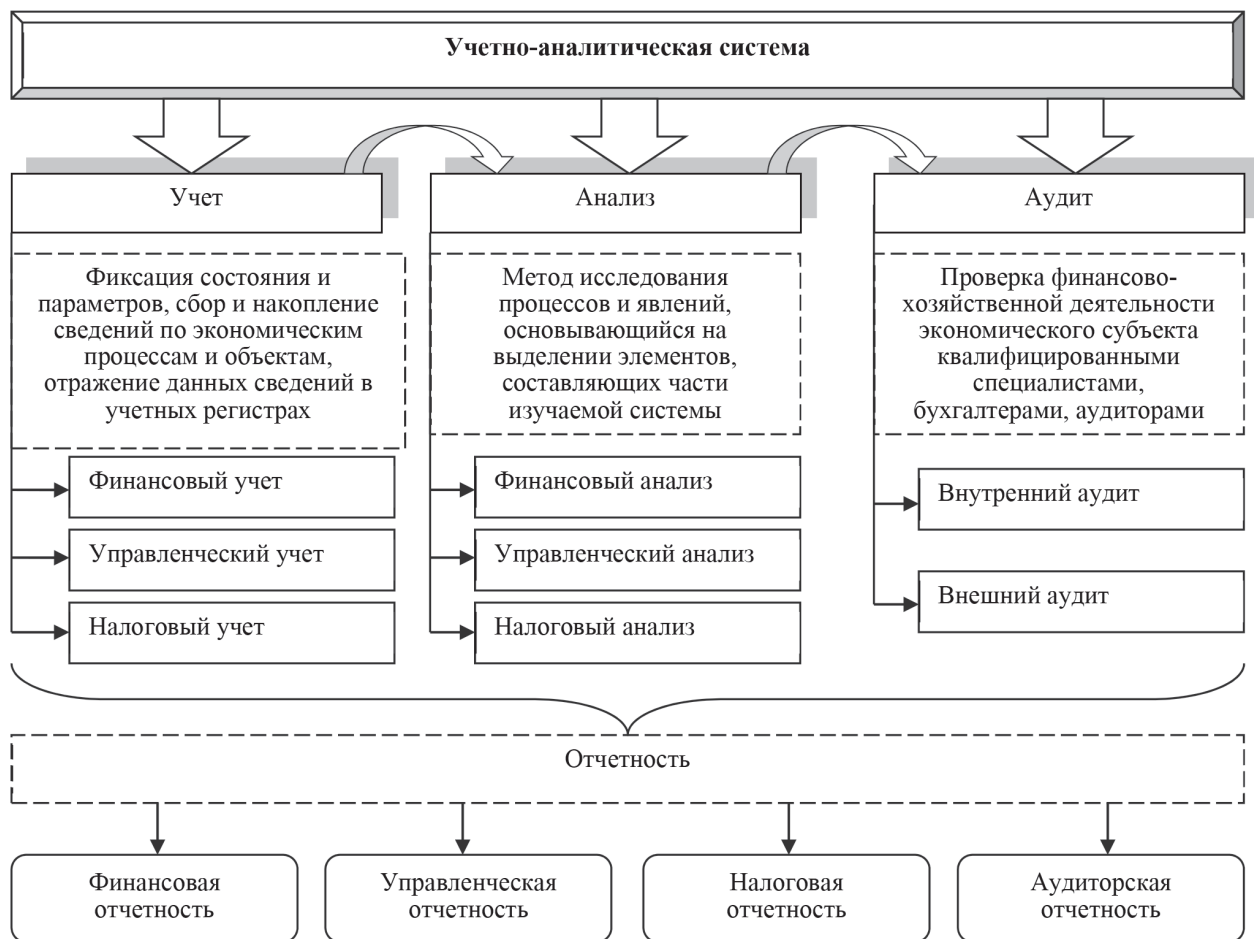 Учетно-аналитическая система
Учет
Анализ
Аудит
Фиксация состояния и
параметров, сбор и накопление
сведений по экономическим
процессам и объектам,
отражение данных сведений в
учетных регистрах
Метод исследования
процессов и явлений,
основывающийся на
выделении элементов,
составляющих части
изучаемой системы
Проверка финансово-
хозяйственной деятельности
экономического субъекта
квалифицированными
специалистами,
бухгалтерами, аудиторами
Финансовый учет
Управленческий учет
Налоговый учет
Финансовый анализ
Управленческий анализ
Налоговый анализ
Внутренний аудит
Внешний аудит
Отчетность
Финансовая
отчетность
Управленческая
отчетность
Налоговая
отчетность
Аудиторская
отчетность